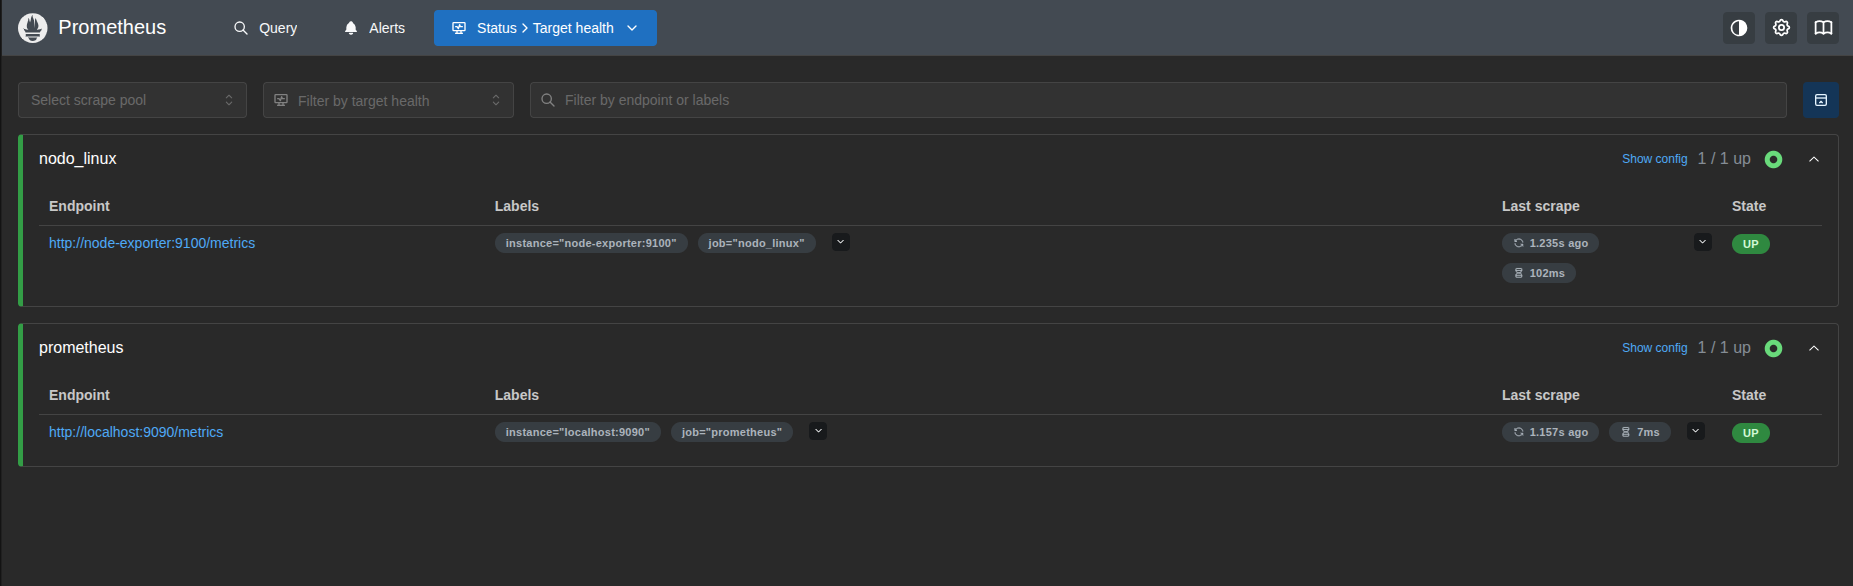 Prometheus
Query
Alerts
Status > Target health
Select scrape pool
Filter by target health
Filter by endpoint or labels
nodo_linux
Show config 1 / 1 up
Endpoint Labels Last scrape State
http://node-exporter:9100/metrics instance="node-exporter:9100" job="nodo_linux" 1.235s ago UP
102ms
prometheus
Show config 1 / 1 up
Endpoint Labels Last scrape State
http://localhost:9090/metrics instance="localhost:9090" job="prometheus" 1.157s ago 7ms UP